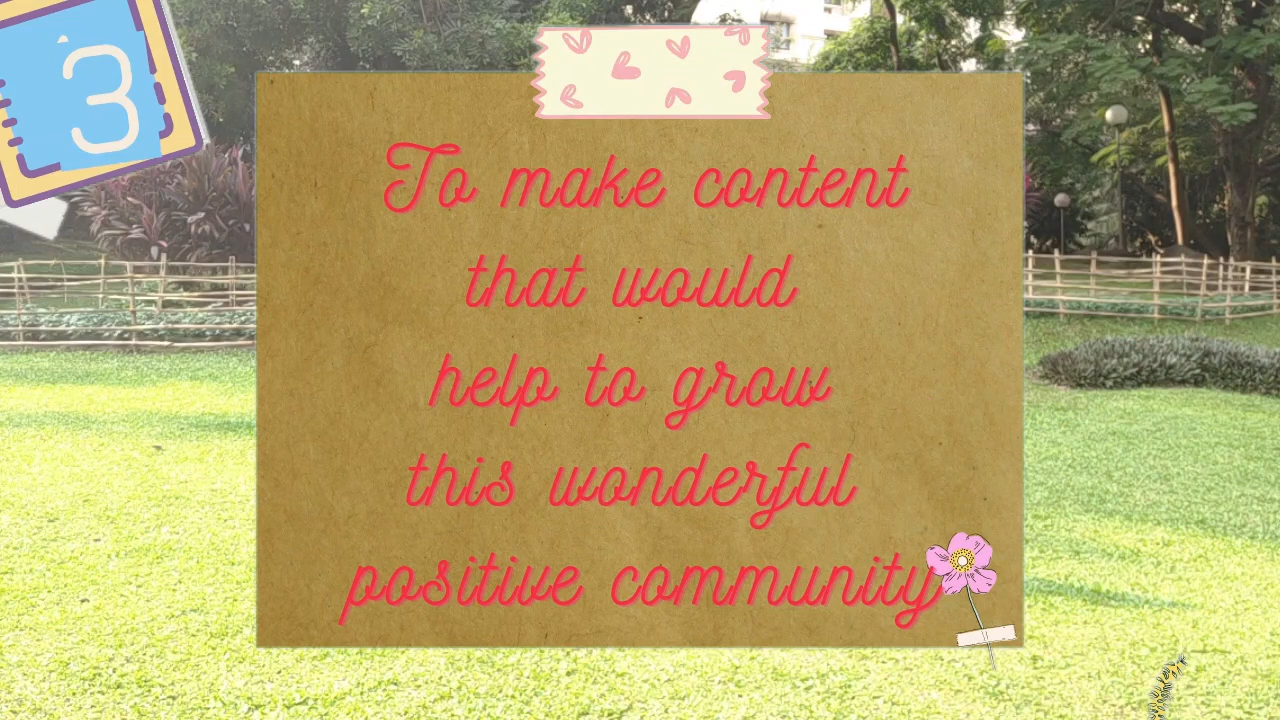 3
To make content
that would
help to grow
this wonderful
positive community